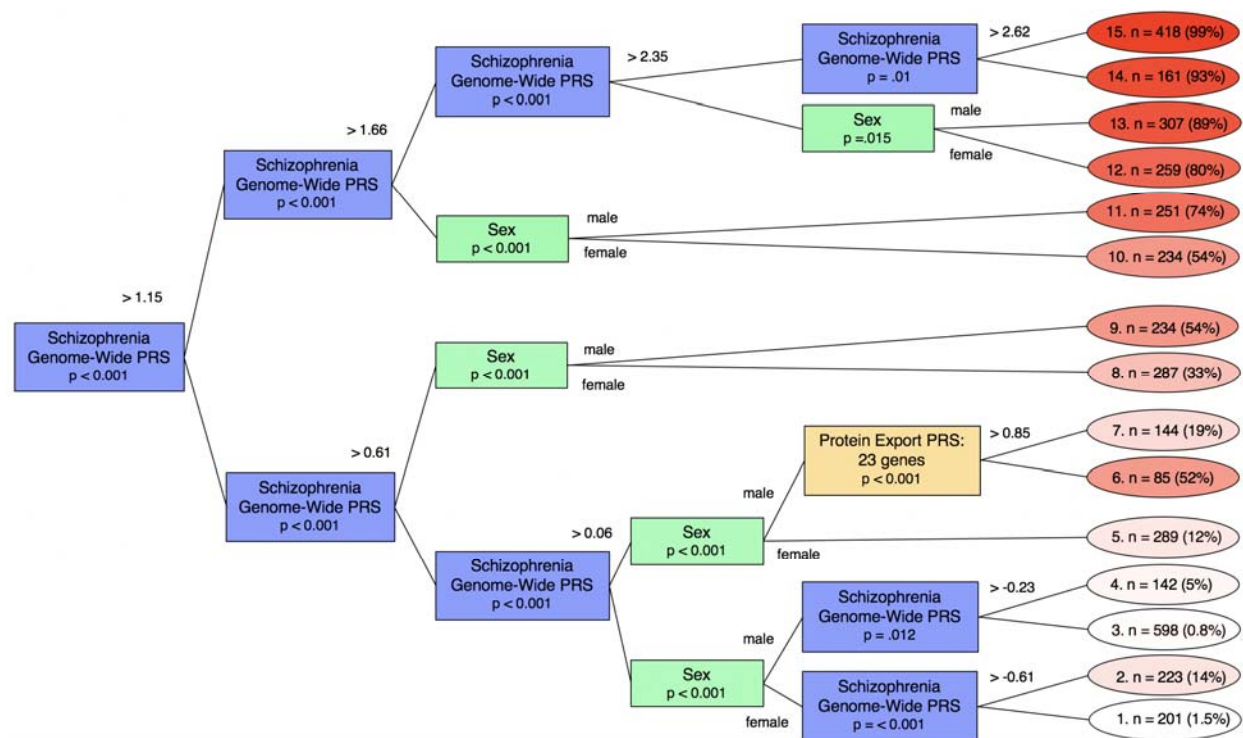 Schizophrenia
Genome-Wide PRS
p < 0.001
> 1.15
Schizophrenia
Genome-Wide PRS
p < 0.001
> 1.66
Schizophrenia
Genome-Wide PRS
p < 0.001
> 2.35
Schizophrenia
Genome-Wide PRS
p = .01
> 2.62
15. n = 418 (99%)
14. n = 161 (93%)
Sex
p =.015
male
female
13. n = 307 (89%)
12. n = 259 (80%)
Sex
p < 0.001
male
female
11. n = 251 (74%)
10. n = 234 (54%)
Schizophrenia
Genome-Wide PRS
p < 0.001
> 0.61
Sex
p < 0.001
male
female
9. n = 234 (54%)
8. n = 287 (33%)
Schizophrenia
Genome-Wide PRS
p < 0.001
> 0.06
Sex
p < 0.001
male
female
Protein Export PRS:
23 genes
p < 0.001
> 0.85
7. n = 144 (19%)
6. n = 85 (52%)
5. n = 289 (12%)
Sex
p < 0.001
male
female
Schizophrenia
Genome-Wide PRS
p = .012
> -0.23
4. n = 142 (5%)
3. n = 598 (0.8%)
Schizophrenia
Genome-Wide PRS
p = < 0.001
> -0.61
2. n = 223 (14%)
1. n = 201 (1.5%)